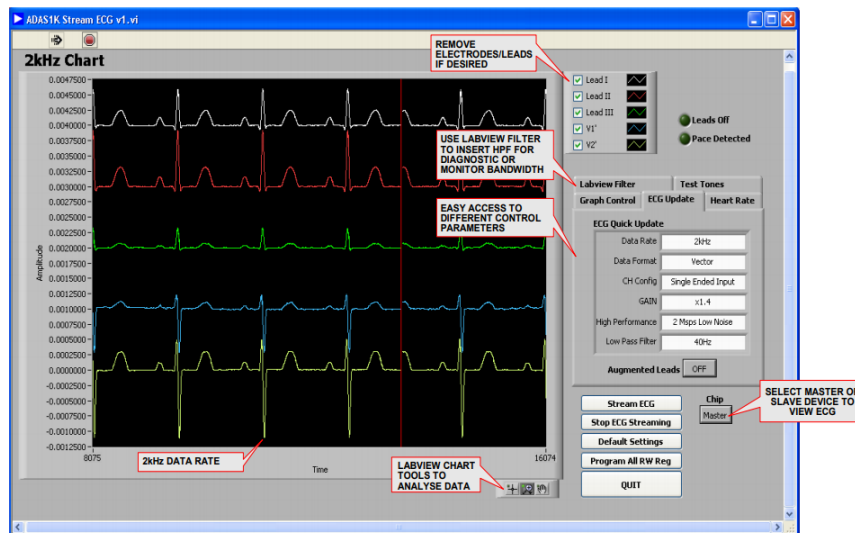 ADAS1K Stream ECG v1.vi
2kHz Chart
REMOVE
ELECTRODES/LEADS
IF DESIRED
Lead I
Lead II
Lead III
V1'
V2'
Leads Off
Pace Detected
USE LABVIEW FILTER
TO INSERT HPF FOR
DIAGNOSTIC OR
MONITOR BANDWIDTH
EASY ACCESS TO
DIFFERENT CONTROL
PARAMETERS
Labview Filter
Test Tones
Graph Control
ECG Update
Heart Rate
ECG Quick Update
Data Rate 2kHz
Data Format Vector
CH Config Single Ended Input
GAIN x1.4
High Performance 2 Msps Low Noise
Low Pass Filter 40Hz
Augmented Leads OFF
Stream ECG
Stop ECG Streaming
Default Settings
Program All RW Reg
QUIT
Chip
Master
SELECT MASTER O
SLAVE DEVICE TO
VIEW ECG
Amplitude
0.0047500
0.0045000
0.0042500
0.0040000
0.0037500
0.0035000
0.0032500
0.0030000
0.0027500
0.0025000
0.0022500
0.0020000
0.0017500
0.0015000
0.0012500
0.0010000
0.0007500
0.0005000
0.0002500
0.0000000
-0.0002500
-0.0005000
-0.0007500
-0.0010000
-0.0012500
8075
16074
Time
2kHz DATA RATE
LABVIEW CHART
TOOLS TO
ANALYSE DATA